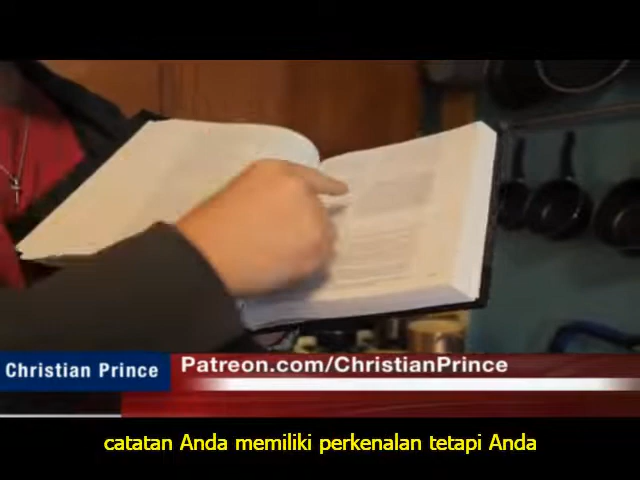 Christian Prince
Patreon.com/ChristianPrince
catatan Anda memiliki perkenalan tetapi Anda